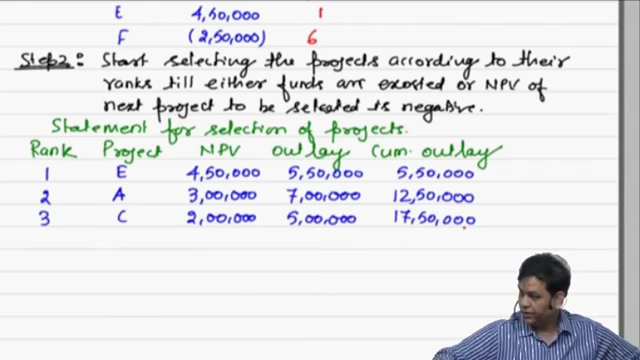 E 4,50,000 1
F (2,50,000) 6
Step2: Start selecting the projects according to their
ranks till either funds are exosted or NPV of
next project to be selected is negative.
Statement for selection of projects.
Rank Project NPV outlay Cum. outlay
1 E 4,50,000 5,50,000 5,50,000
2 A 3,00,000 7,00,000 12,50,000
3 C 2,00,000 5,00,000 17,50,000